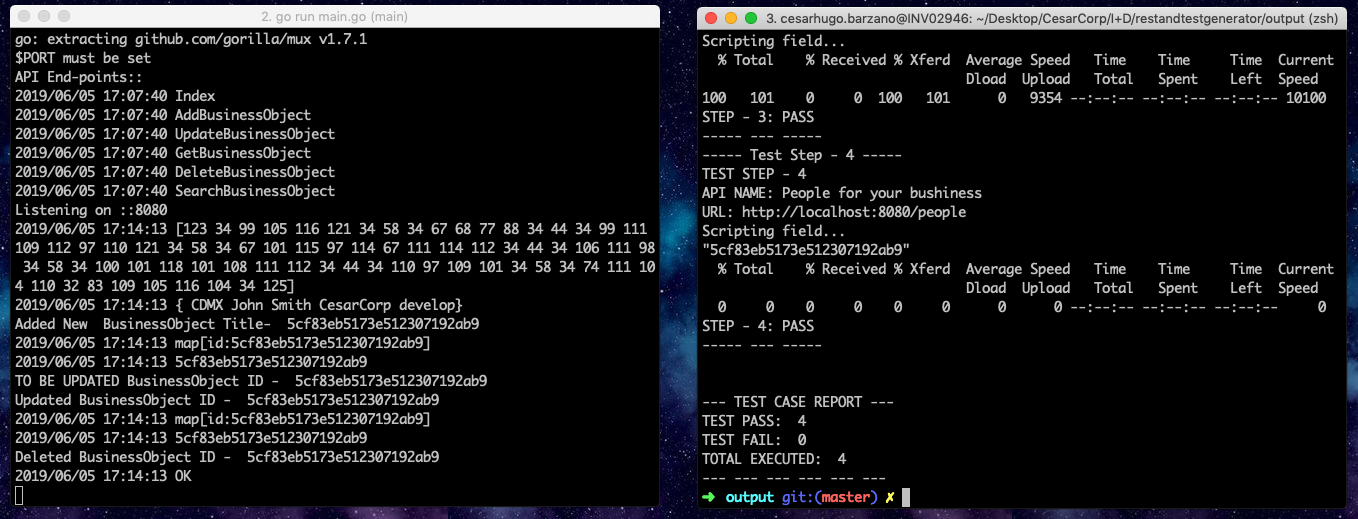 2. go run main.go (main)
go: extracting github.com/gorilla/mux v1.7.1
$PORT must be set
API End-points::
2019/06/05 17:07:40 Index
2019/06/05 17:07:40 AddBusinessObject
2019/06/05 17:07:40 UpdateBusinessObject
2019/06/05 17:07:40 GetBusinessObject
2019/06/05 17:07:40 DeleteBusinessObject
2019/06/05 17:07:40 SearchBusinessObject
Listening on ::8080
2019/06/05 17:14:13 [123 34 99 105 116 121 34 58 34 67 68 77 88 34 44 34 99 111
109 112 97 110 121 34 58 34 67 101 115 97 114 67 111 114 112 34 44 34 106 111 98
34 58 34 100 101 118 101 108 111 112 34 44 34 110 97 109 101 34 58 34 74 111 10
4 110 32 83 109 105 116 104 34 125]
2019/06/05 17:14:13 { CDMX John Smith CesarCorp develop}
Added New  BusinessObject Title-  5cf83eb5173e512307192ab9
2019/06/05 17:14:13 map[id:5cf83eb5173e512307192ab9]
2019/06/05 17:14:13 5cf83eb5173e512307192ab9
TO BE UPDATED BusinessObject ID -  5cf83eb5173e512307192ab9
Updated BusinessObject ID -  5cf83eb5173e512307192ab9
2019/06/05 17:14:13 map[id:5cf83eb5173e512307192ab9]
2019/06/05 17:14:13 5cf83eb5173e512307192ab9
Deleted BusinessObject ID -  5cf83eb5173e512307192ab9
2019/06/05 17:14:13 OK
3. cesarhugo.barzano@INV02946: ~/Desktop/CesarCorp/I+D/restandtestgenerator/output (zsh)
Scripting field...
% Total    % Received % Xferd  Average Speed   Time    Time     Time  Current
Dload  Upload   Total   Spent    Left  Speed
100   101    0     0  100   101      0   9354 --:--:-- --:--:-- --:--:-- 10100
STEP - 3: PASS
----- --- -----
----- Test Step - 4 -----
TEST STEP - 4
API NAME: People for your bushiness
URL: http://localhost:8080/people
Scripting field...
"5cf83eb5173e512307192ab9"
% Total    % Received % Xferd  Average Speed   Time    Time     Time  Current
Dload  Upload   Total   Spent    Left  Speed
0     0    0     0    0     0      0      0 --:--:-- --:--:-- --:--:--     0
STEP - 4: PASS
----- --- -----
--- TEST CASE REPORT ---
TEST PASS:  4
TEST FAIL:  0
TOTAL EXECUTED:  4
--- --- --- --- --- ---
➜ output git:(master) ✗